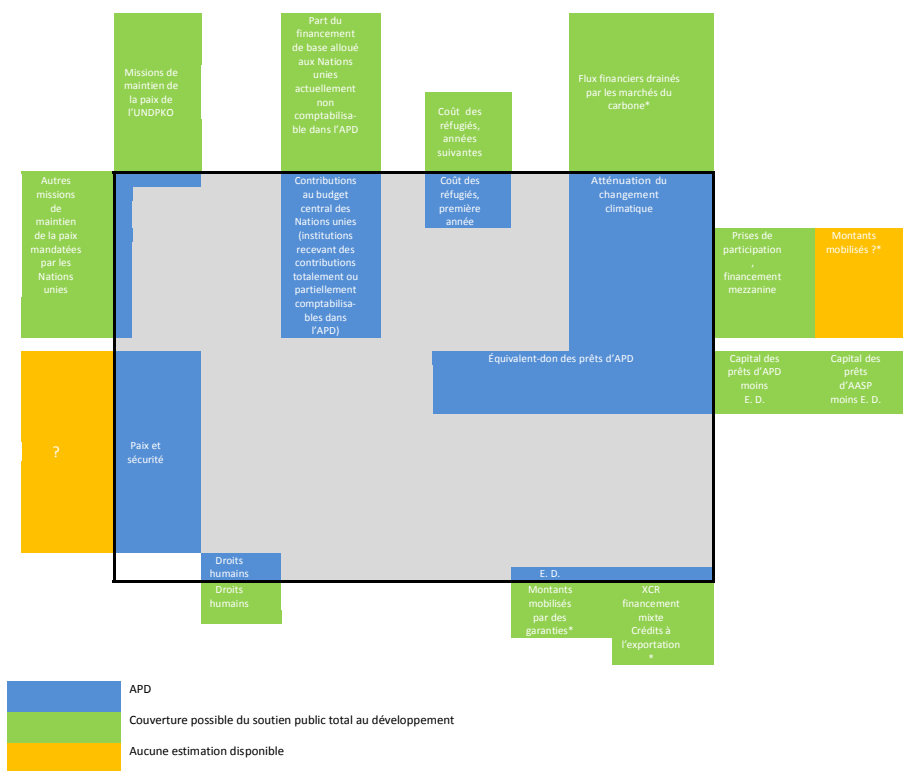 Missions de
maintien de
la paix de
l'UNDPKO
Part du
financement
de base alloué
aux Nations
unies
actuellement
non
comptabilisa-
ble dans l'APD
Coût des
réfugiés,
années
suivantes
Flux financiers drainés
par les marchés du
carbone*
Autres
missions
de
maintien
de la paix
mandatées
par les
Nations
unies
Contributions
au budget
central des
Nations unies
(institutions
recevant des
contributions
totalement ou
partiellement
comptabilisa-
bles dans
l'APD)
Coût des
réfugiés,
première
année
Atténuation du
changement
climatique
Prises de
participation
,
financement
mezzanine
Montants
mobilisés ?*
Équivalent-don des prêts d'APD
Capital des
prêts d'APD
moins
E. D.
Capital des
prêts
d'AASP
moins E. D.
?
Paix et
sécurité
Droits
humains
E. D.
Droits
humains
Montants
mobilisés
par des
garanties*
XCR
financement
mixte
Crédits à
l'exportation
*
APD
Couverture possible du soutien public total au développement
Aucune estimation disponible